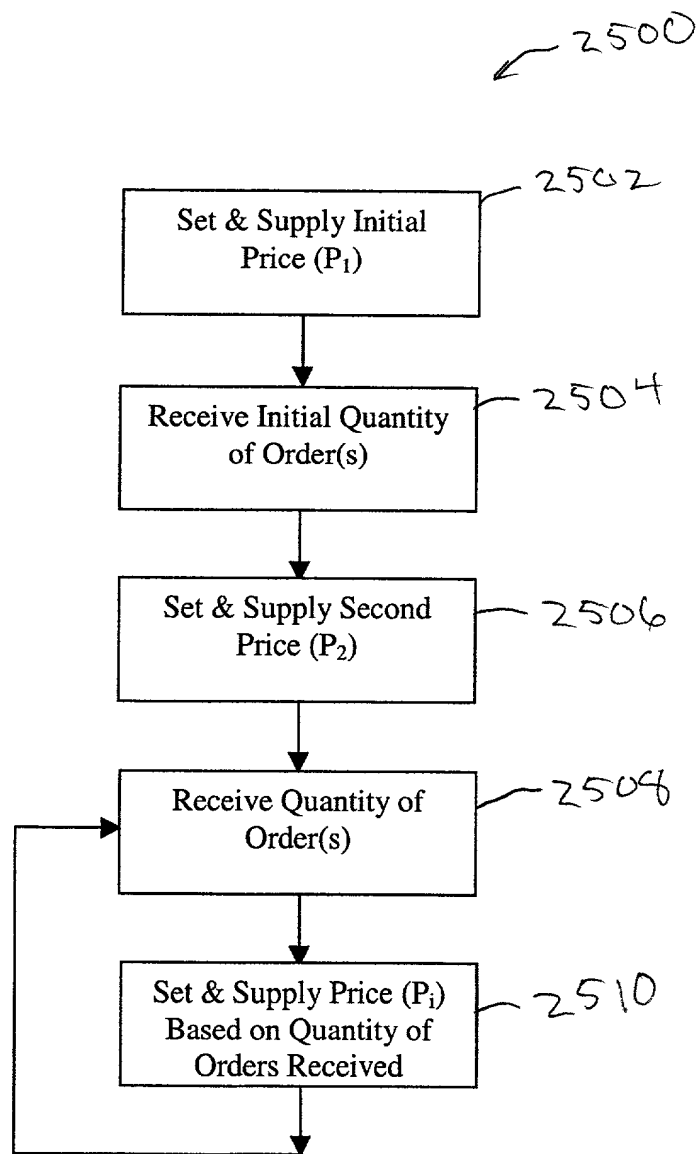 2500
2502
Set & Supply Initial
Price (P₁)
2504
Receive Initial Quantity
of Order(s)
2506
Set & Supply Second
Price (P₂)
2508
Receive Quantity of
Order(s)
2510
Set & Supply Price (Pᵢ)
Based on Quantity of
Orders Received